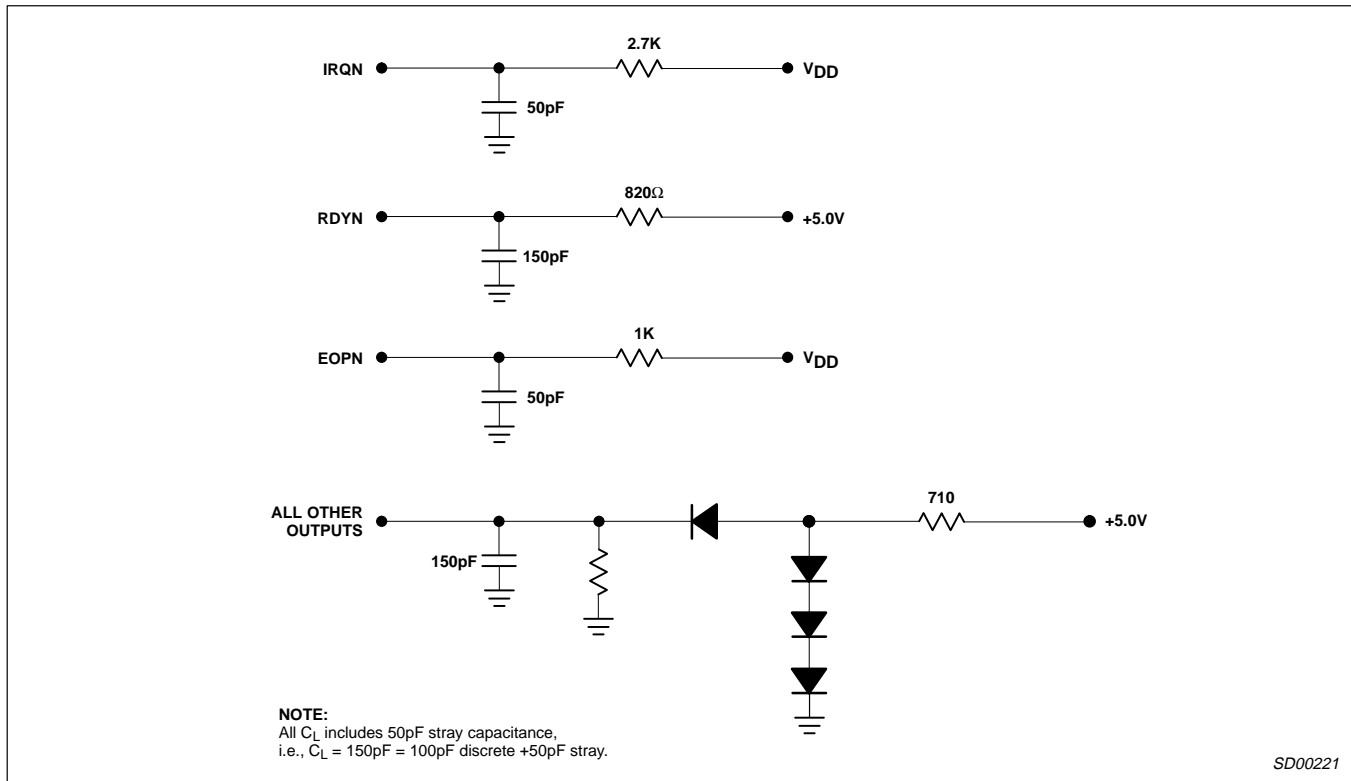 2.7K
IRQN
VDD
50pF
820Ω
RDYN
+5.0V
150pF
1K
EOPN
VDD
50pF
710
ALL OTHER
OUTPUTS
+5.0V
150pF
NOTE:
All CL includes 50pF stray capacitance,
i.e., CL = 150pF = 100pF discrete +50pF stray.
SD00221